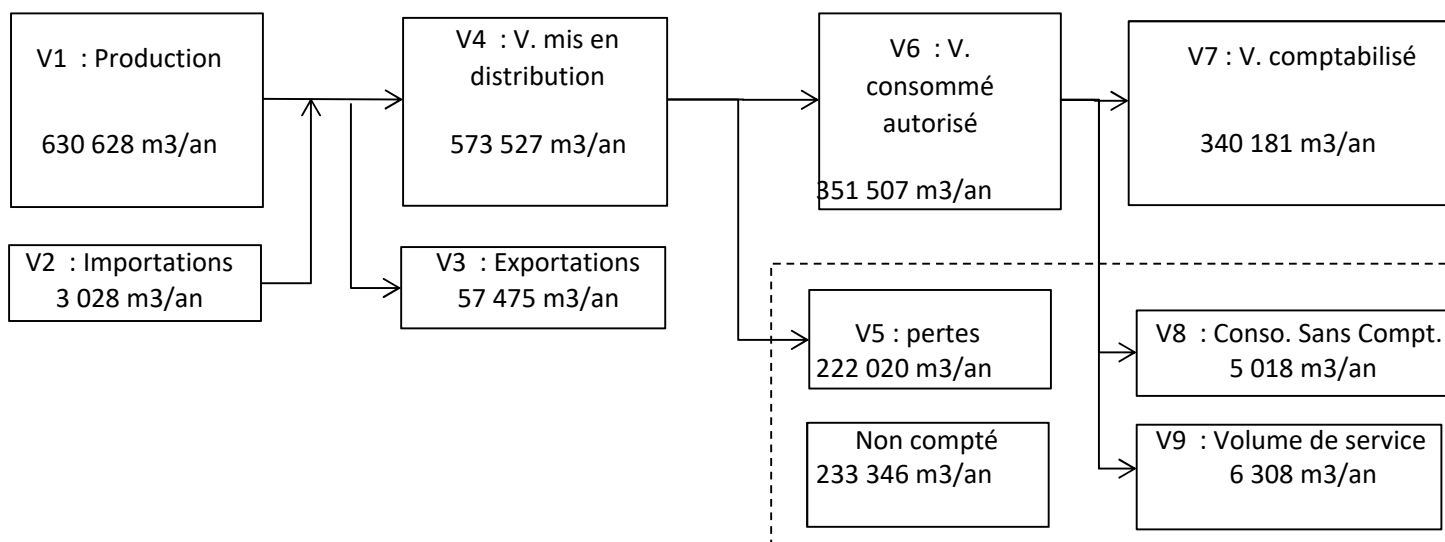 V1 : Production
630 628 m3/an
V4 : V. mis en
distribution
573 527 m3/an
V6 : V.
consommé
autorisé
351 507 m3/an
V7 : V. comptabilisé
340 181 m3/an
V2 : Importations
3 028 m3/an
V3 : Exportations
57 475 m3/an
V5 : pertes
222 020 m3/an
V8 : Conso. Sans Compt.
5 018 m3/an
Non compté
233 346 m3/an
V9 : Volume de service
6 308 m3/an